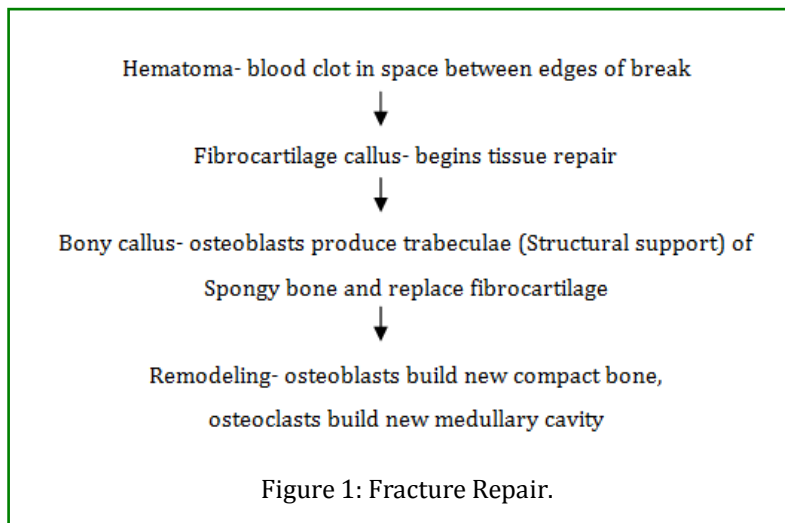 Hematoma- blood clot in space between edges of break
Fibrocartilage callus- begins tissue repair
Bony callus- osteoblasts produce trabeculae (Structural support) of
Spongy bone and replace fibrocartilage
Remodeling- osteoblasts build new compact bone,
osteoclasts build new medullary cavity
Figure 1: Fracture Repair.